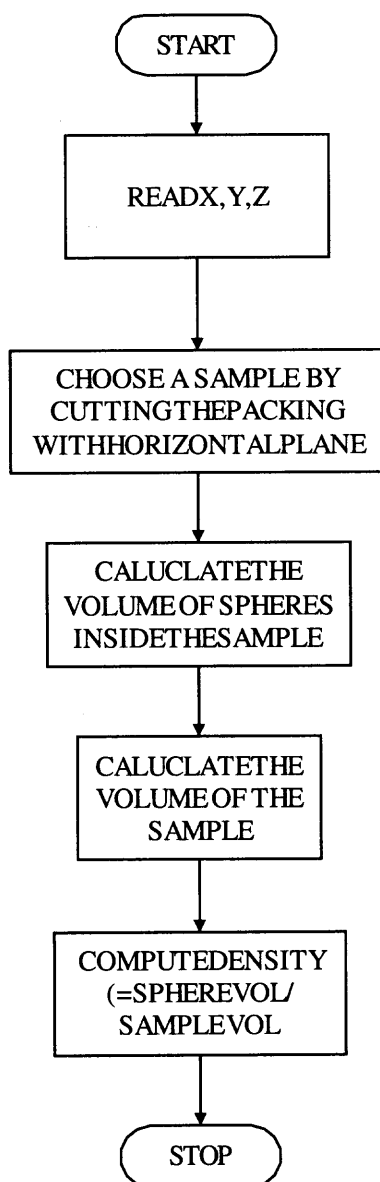 START
READX, Y, Z
CHOOSE A SAMPLE BY
CUTTINGTHEPACKING
WITHHORIZONTALPLANE
CALUCLATETHE
VOLUME OF SPHERES
INSIDETHESAMPLE
CALUCLATETHE
VOLUME OF THE
SAMPLE
COMPUTEDENSITY
(=SPHEREVOL/
SAMPLEVOL
STOP